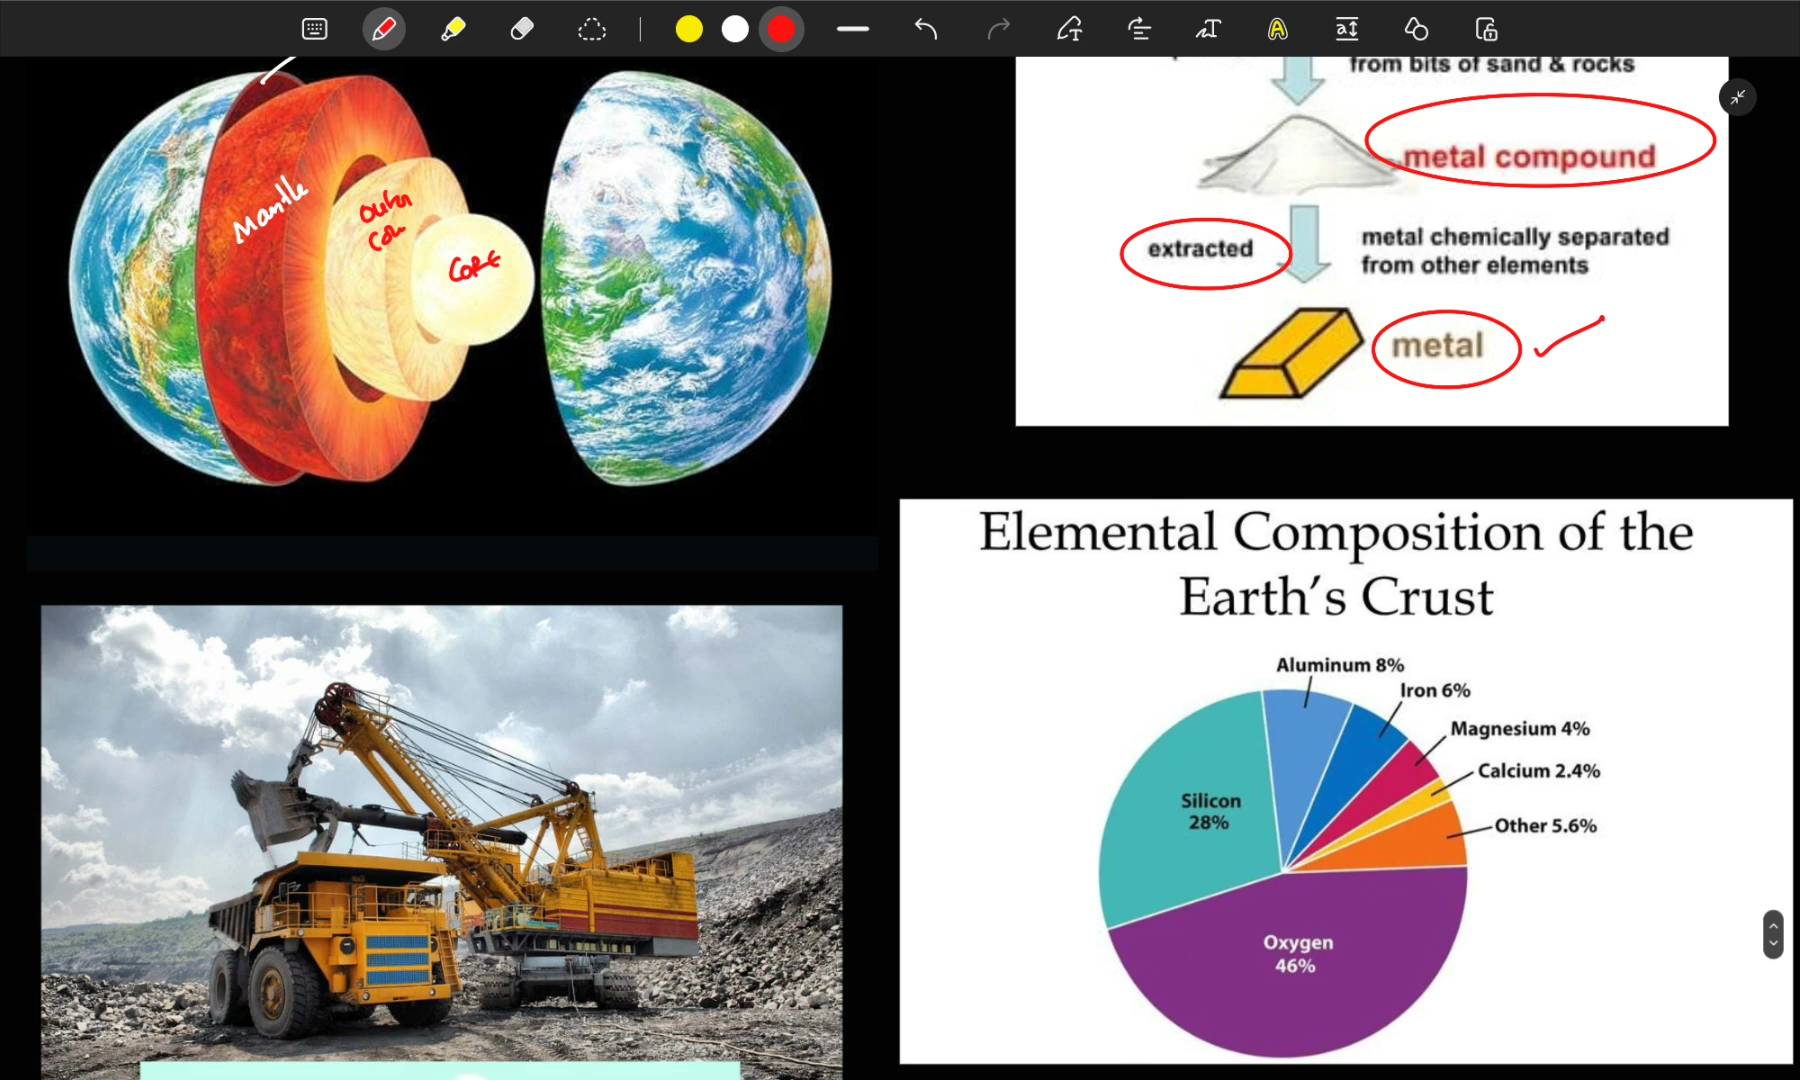 Mantle
outer
core
Core
from bits of sand & rocks
metal compound
extracted
metal chemically separated
from other elements
metal
Elemental Composition of the
Earth's Crust
Aluminum 8%
Iron 6%
Magnesium 4%
Calcium 2.4%
Other 5.6%
Silicon
28%
Oxygen
46%